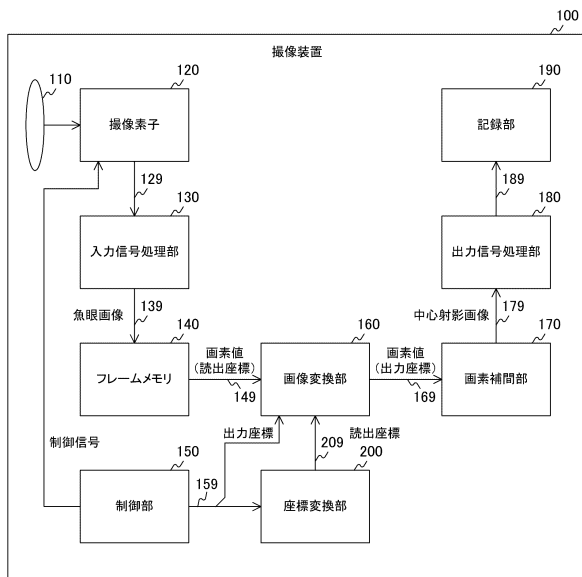 100
撮像装置
110
120
撮像素子
190
記録部
129
189
130
入力信号処理部
180
出力信号処理部
魚眼画像
139
中心射影画像
179
140
フレームメモリ
画素値
(読出座標)
149
160
画像変換部
画素値
(出力座標)
169
170
画素補間部
制御信号
出力座標
読出座標
150
制御部
159
209
200
座標変換部